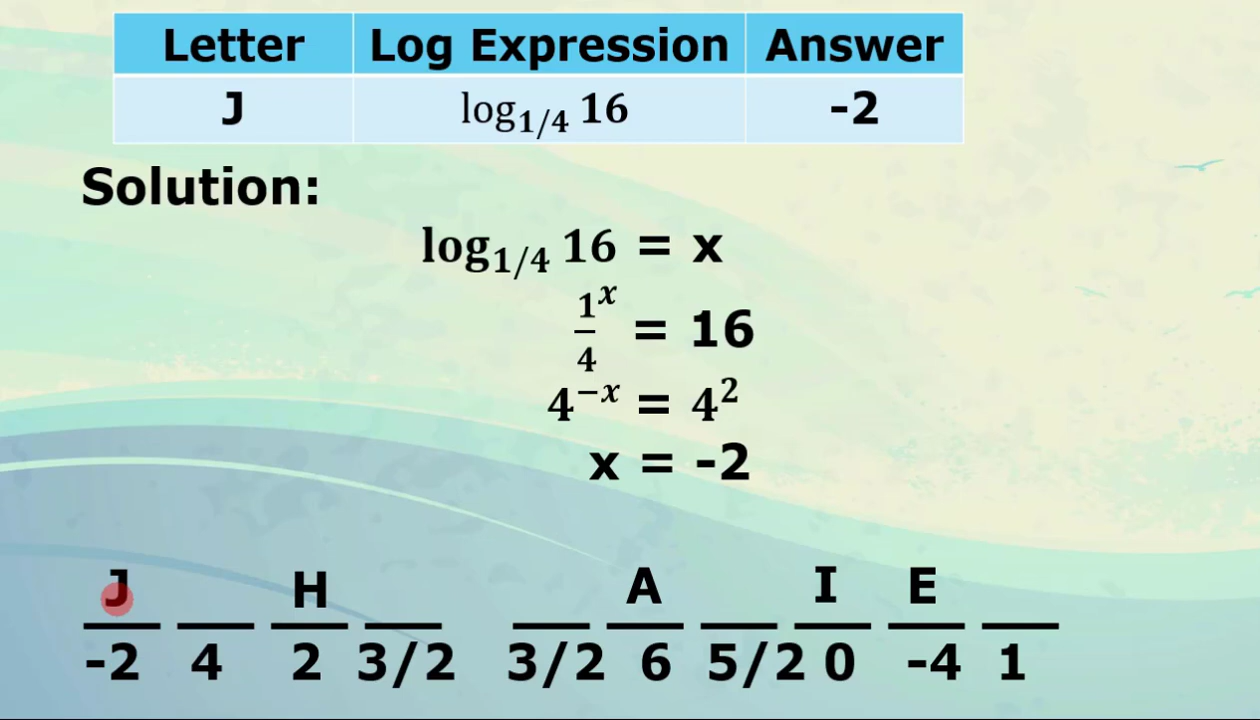 Letter Log Expression Answer
J log1/4 16 -2
Solution:
log1/4 16 = x
1/4^x = 16
4^−x = 4^2
x = -2
J H A I E
-2 4 2 3/2 3/2 6 5/2 0 -4 1